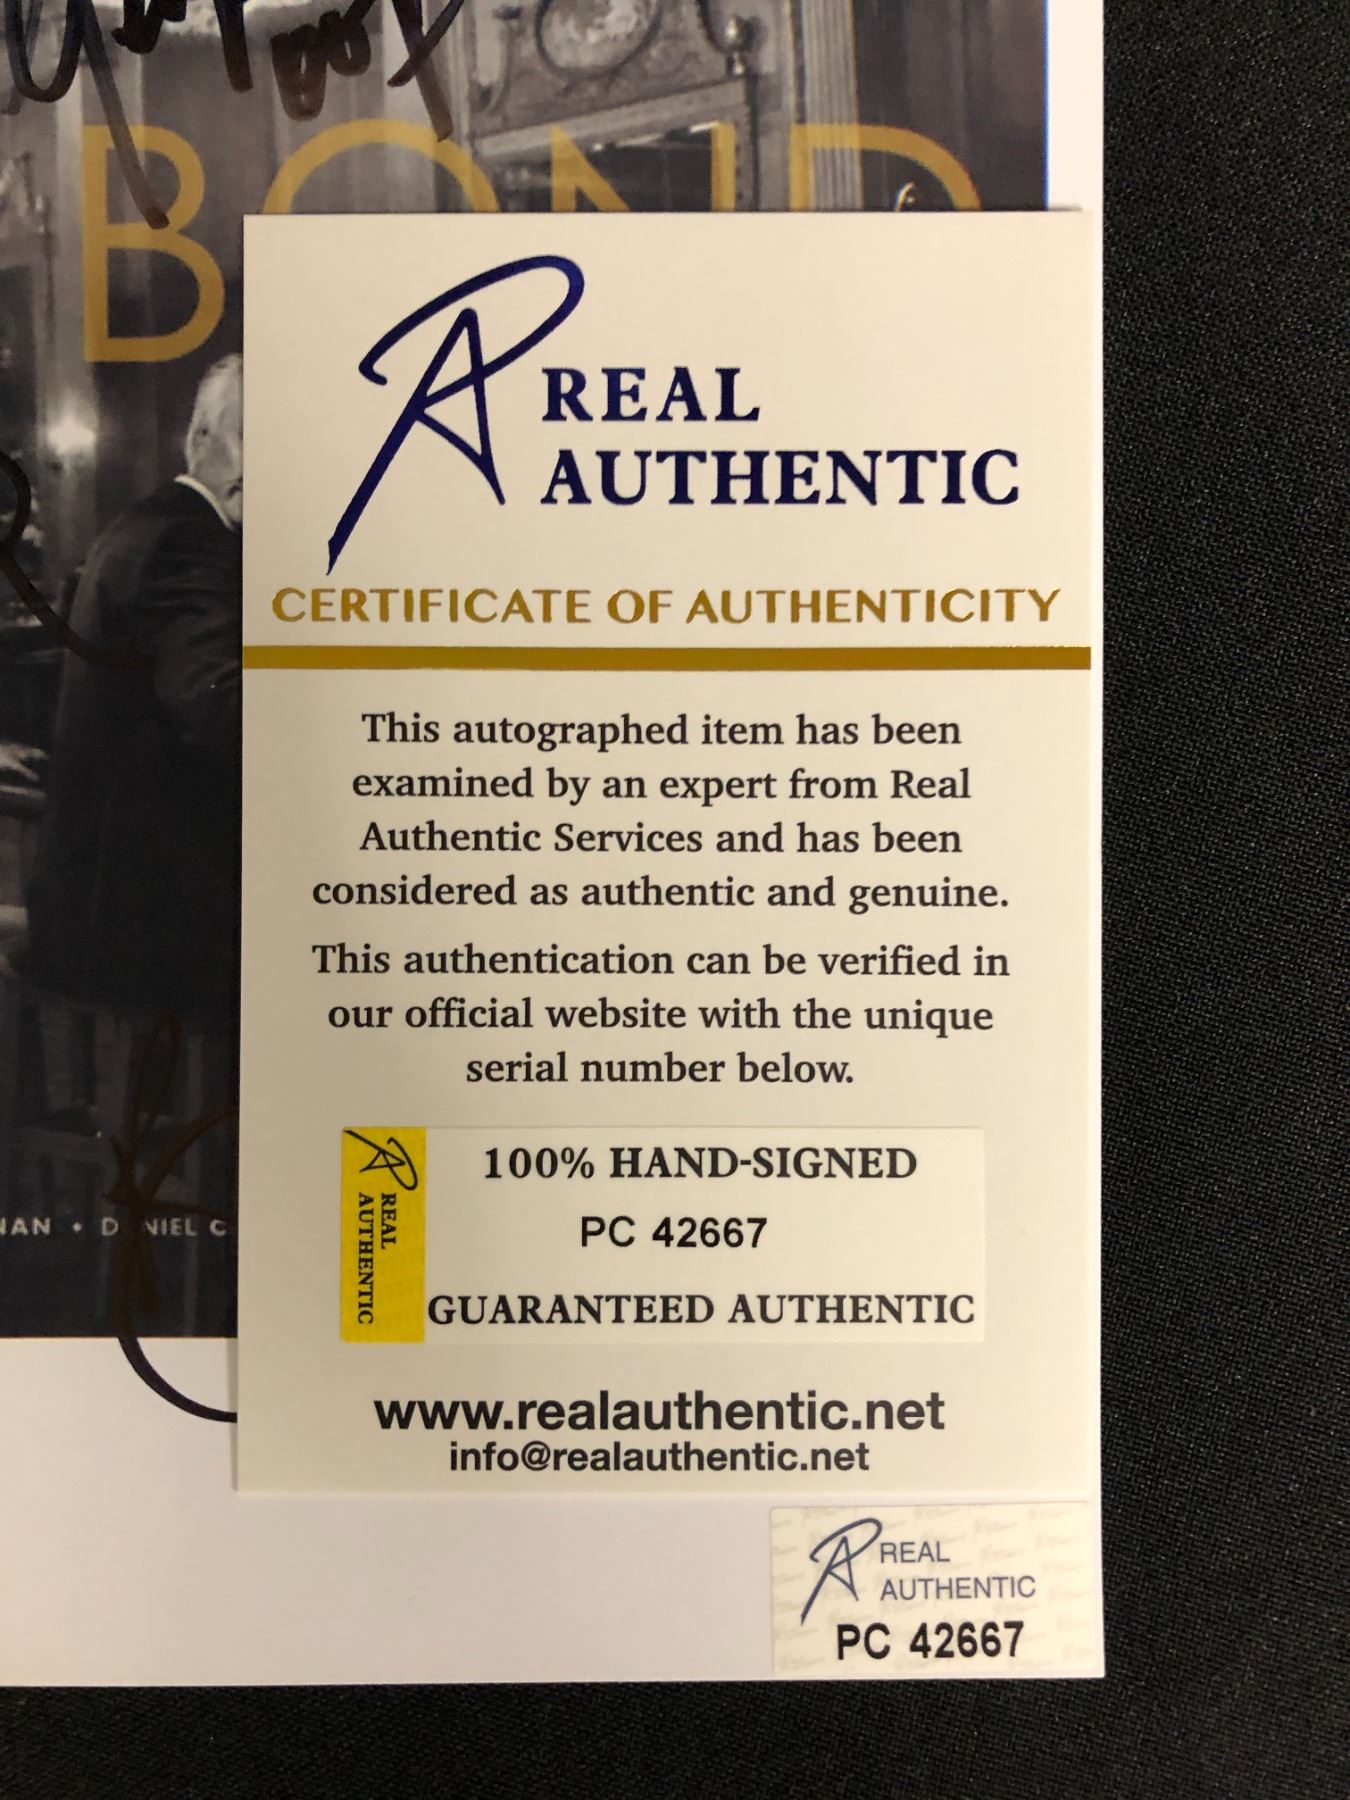 BOND
REAL
AUTHENTIC
CERTIFICATE OF AUTHENTICITY
This autographed item has been
examined by an expert from Real
Authentic Services and has been
considered as authentic and genuine.
This authentication can be verified in
our official website with the unique
serial number below.
REAL
AUTHENTIC
100% HAND-SIGNED
PC 42667
GUARANTEED AUTHENTIC
NAN • DANIEL C
www.realauthentic.net
info@realauthentic.net
REAL
AUTHENTIC
PC 42667